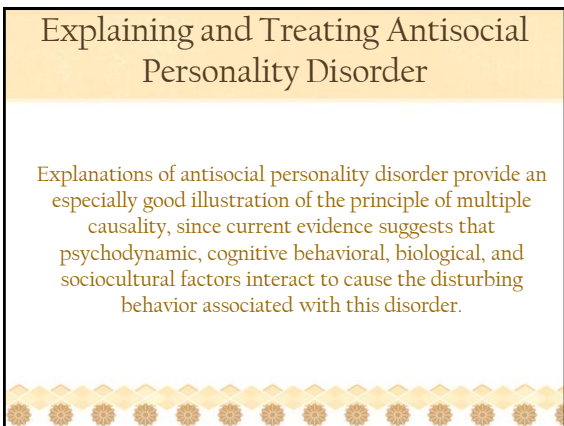 Explaining and Treating Antisocial
Personality Disorder
Explanations of antisocial personality disorder provide an
especially good illustration of the principle of multiple
causality, since current evidence suggests that
psychodynamic, cognitive behavioral, biological, and
sociocultural factors interact to cause the disturbing
behavior associated with this disorder.